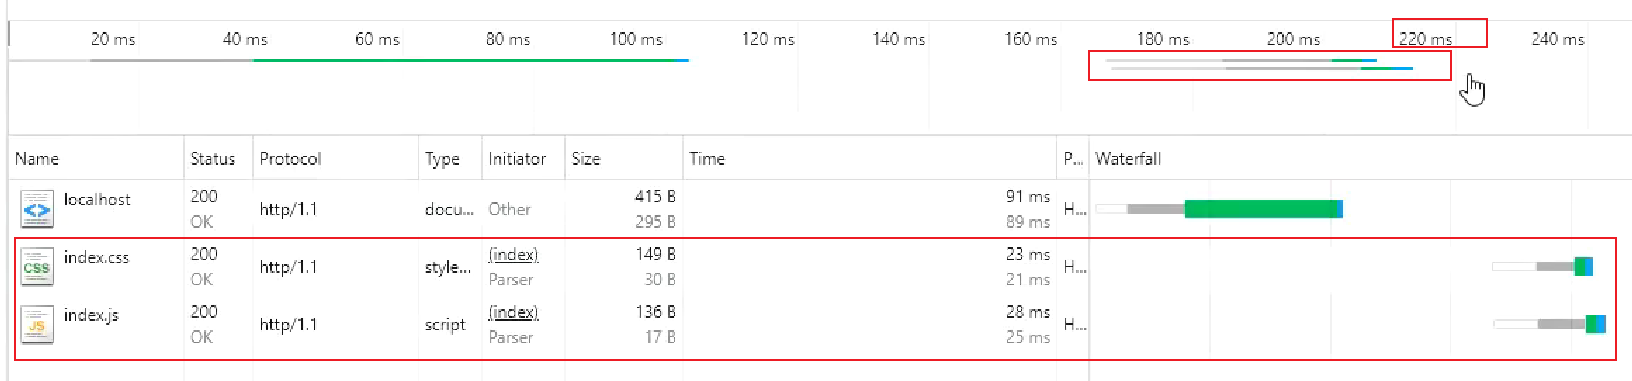 20 ms 40 ms 60 ms 80 ms 100 ms 120 ms 140 ms 160 ms 180 ms 200 ms 220 ms 240 ms
Name Status Protocol Type Initiator Size Time P... Waterfall
localhost 200 OK http/1.1 docu... Other 415 B 295 B 91 ms 89 ms H...
index.css 200 OK http/1.1 style... (index) Parser 149 B 30 B 23 ms 21 ms H...
CSS
index.js 200 OK http/1.1 script (index) Parser 136 B 17 B 28 ms 25 ms H...
JS